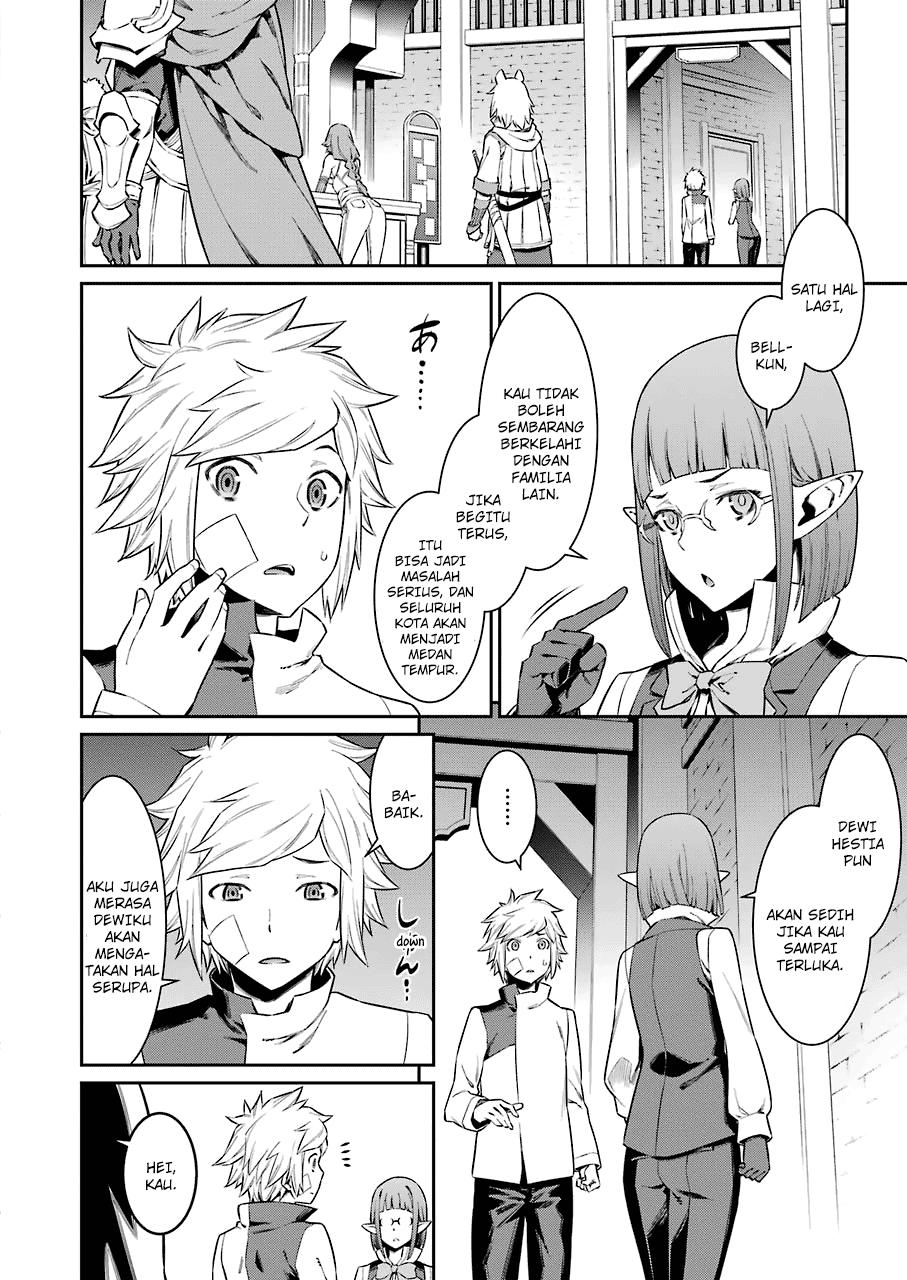 SATU HAL
LAGI,
BELL-
KUN,
KAU TIDAK
BOLEH
SEMBARANG
BERKELAHI
DENGAN
FAMILIA
LAIN.
JIKA
BEGITU
TERUS,
ITU
BISA JADI
MASALAH
SERIUS, DAN
SELURUH
KOTA AKAN
MENJADI
MEDAN
TEMPUR.
あ……
DEWI
HESTIA
PUN
AKAN SEDIH
JIKA KAU
SAMPAI
TERLUKA.
……
BA-
BAIK.
AKU JUGA
MERASA
DEWIKU
AKAN
MENGA-
TAKAN HAL
SERUPA.
しゅん…
down
HEI,
KAU.